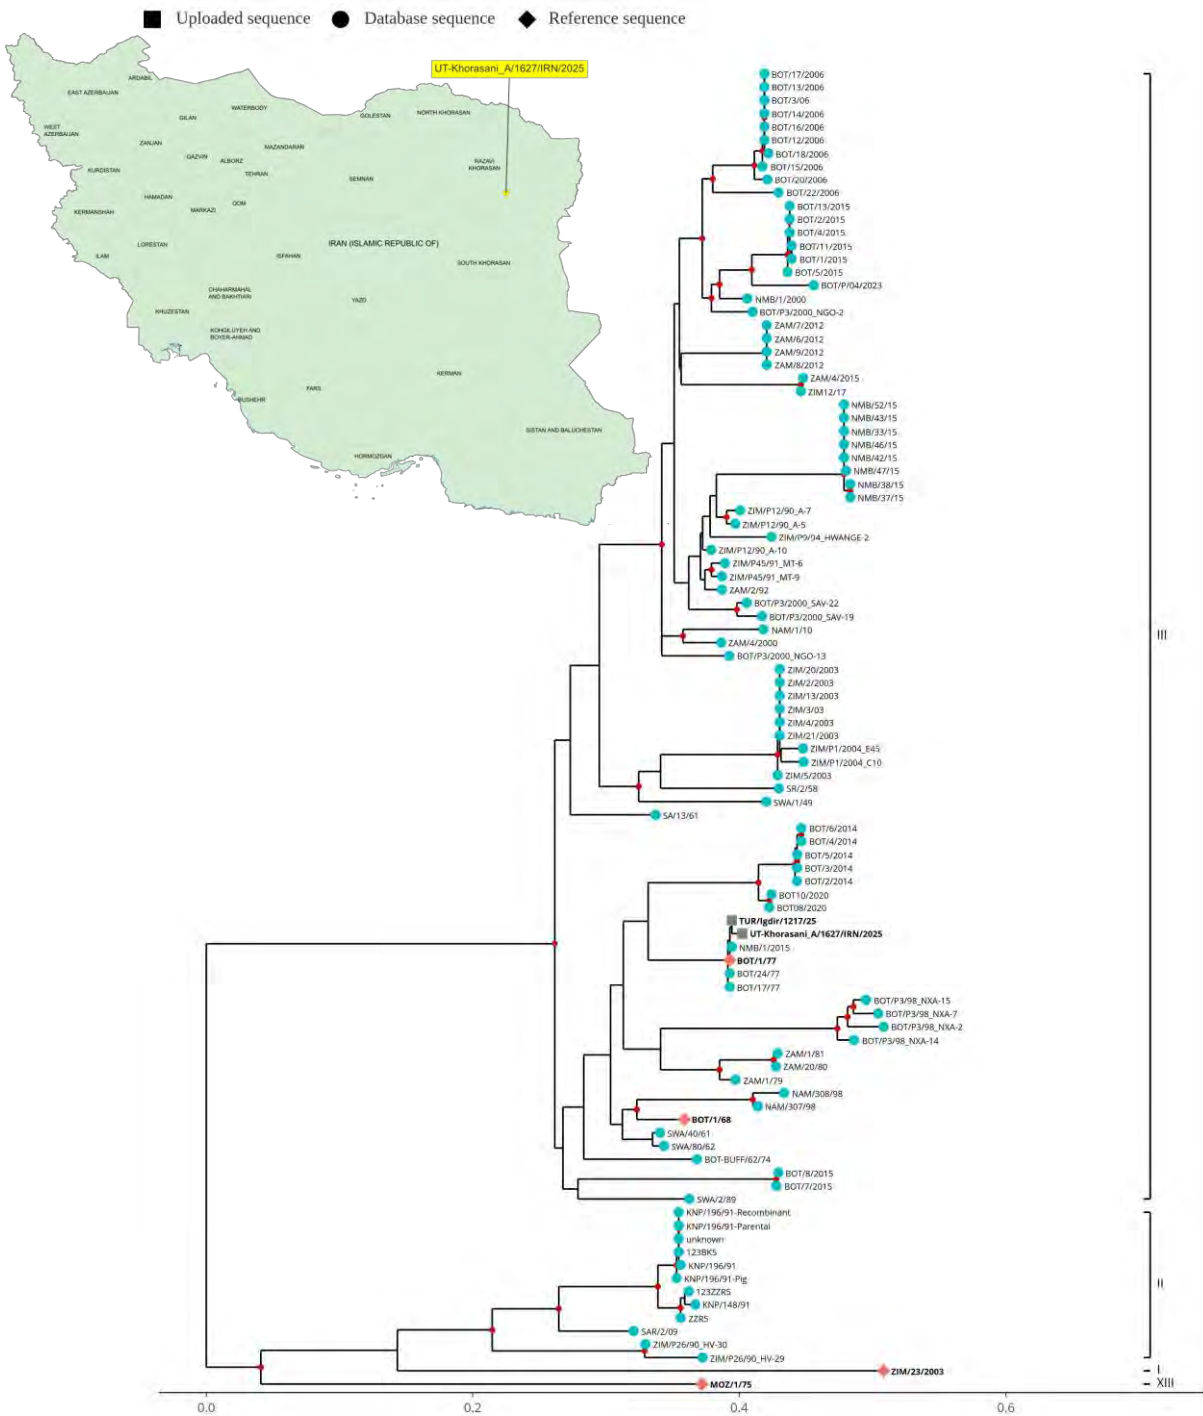 Uploaded sequence Database sequence Reference sequence
UT-Khorasani_A/1627/IRN/2025
ARDABIL
EAST AZERBAIJAN
WEST
AZERBAIJAN
GILAN
WATERBODY
GOLESTAN
NORTH KHORASAN
ZANJAN
MAZANDARAN
QAZVIN
ALBORZ
KURDISTAN
TEHRAN
SEMNAN
RAZAVI
KHORASAN
HAMADAN
QOM
KERMANSHAH
MARKAZI
LORESTAN
IRAN (ISLAMIC REPUBLIC OF)
ILAM
ISFAHAN
SOUTH KHORASAN
CHAHARMAHAL
AND BAKHTIARI
YAZD
KHUZESTAN
KOHGILUYEH AND
BOYER-AHMAD
KERMAN
FARS
BUSHEHR
SISTAN AND BALUCHESTAN
HORMOZGAN
BOT/17/2006
BOT/13/2006
BOT/3/06
BOT/14/2006
BOT/16/2006
BOT/12/2006
BOT/18/2006
BOT/15/2006
BOT/20/2006
BOT/22/2006
BOT/13/2015
BOT/2/2015
BOT/4/2015
BOT/11/2015
BOT/1/2015
BOT/5/2015
BOT/P/04/2023
NMB/1/2000
BOT/P3/2000_NGO-2
ZAM/7/2012
ZAM/6/2012
ZAM/9/2012
ZAM/8/2012
ZAM/4/2015
ZIM12/17
NMB/52/15
NMB/43/15
NMB/33/15
NMB/46/15
NMB/42/15
NMB/47/15
NMB/38/15
NMB/37/15
ZIM/P12/90_A-7
ZIM/P12/90_A-5
ZIM/P9/94_HWANGE-2
ZIM/P12/90_A-10
ZIM/P45/91_MT-6
ZIM/P45/91_MT-9
ZAM/2/92
BOT/P3/2000_SAV-22
BOT/P3/2000_SAV-19
NAM/1/10
ZAM/4/2000
BOT/P3/2000_NGO-13
III
ZIM/20/2003
ZIM/2/2003
ZIM/13/2003
ZIM/3/03
ZIM/4/2003
ZIM/21/2003
ZIM/P1/2004_E45
ZIM/P1/2004_C10
ZIM/5/2003
SR/2/58
SWA/1/49
SA/13/61
BOT/6/2014
BOT/4/2014
BOT/5/2014
BOT/3/2014
BOT/2/2014
BOT10/2020
BOT08/2020
TUR/Igdir/1217/25
UT-Khorasani_A/1627/IRN/2025
NMB/1/2015
BOT/1/77
BOT/24/77
BOT/17/77
BOT/P3/98_NXA-15
BOT/P3/98_NXA-7
BOT/P3/98_NXA-2
BOT/P3/98_NXA-14
ZAM/1/81
ZAM/20/80
ZAM/1/79
NAM/308/98
NAM/307/98
BOT/1/68
SWA/40/61
SWA/80/62
BOT-BUFF/62/74
BOT/8/2015
BOT/7/2015
SWA/2/89
KNP/196/91-Recombinant
KNP/196/91-Parental
unknown
123BK5
KNP/196/91
KNP/196/91-Pig
II
123ZZR5
KNP/148/91
ZZR5
SAR/2/09
ZIM/P26/90_HV-30
ZIM/P26/90_HV-29
ZIM/23/2003 I
MOZ/1/75 XIII
0.0 0.2 0.4 0.6